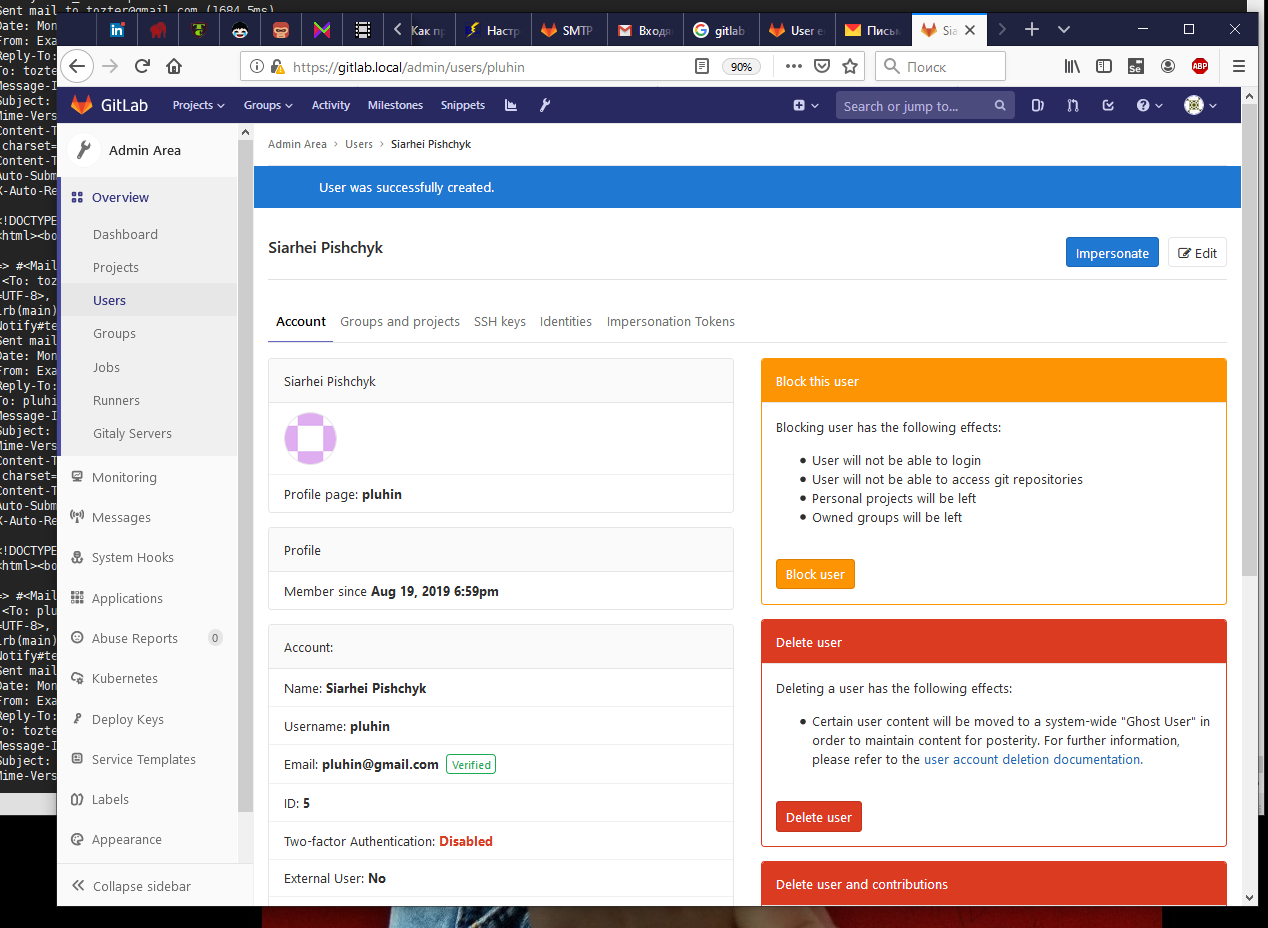 Sent mail to tozter@gmail.com (1684.5ms)
Date: Mon
From: Exa
Reply-To:
To: tozte
Message-I
Subject:
Mime-Vers
Content-T
charset=
Content-T
Auto-Subm
X-Auto-Re
<!DOCTYPE
<html><bo
=> #<Mail
<To: toz
=UTF-8>,
irb(main)
Notify#te
Sent mail
Date: Mon
From: Exa
Reply-To:
To: pluhi
Message-I
Subject:
Mime-Vers
Content-T
charset=
Content-T
Auto-Subm
X-Auto-Re
<!DOCTYPE
<html><bo
=> #<Mail
<To: plu
=UTF-8>,
irb(main)
Notify#te
Sent mail
Date: Mon
From: Exa
Reply-To:
To: tozte
Message-I
Subject:
Mime-Vers
in Как пр Настр SMTP Входя gitlab User e Письм Sia
https://gitlab.local/admin/users/pluhin 90% Поиск Se ABP
GitLab Projects Groups Activity Milestones Snippets Search or jump to...
Admin Area
Overview
Dashboard
Projects
Users
Groups
Jobs
Runners
Gitaly Servers
Monitoring
Messages
System Hooks
Applications
Abuse Reports 0
Kubernetes
Deploy Keys
Service Templates
Labels
Appearance
Collapse sidebar
Admin Area > Users > Siarhei Pishchyk
User was successfully created.
Siarhei Pishchyk Impersonate Edit
Account Groups and projects SSH keys Identities Impersonation Tokens
Siarhei Pishchyk
Profile page: pluhin
Profile
Member since Aug 19, 2019 6:59pm
Account:
Name: Siarhei Pishchyk
Username: pluhin
Email: pluhin@gmail.com Verified
ID: 5
Two-factor Authentication: Disabled
External User: No
Block this user
Blocking user has the following effects:
• User will not be able to login
• User will not be able to access git repositories
• Personal projects will be left
• Owned groups will be left
Block user
Delete user
Deleting a user has the following effects:
• Certain user content will be moved to a system-wide "Ghost User" in
order to maintain content for posterity. For further information,
please refer to the user account deletion documentation.
Delete user
Delete user and contributions